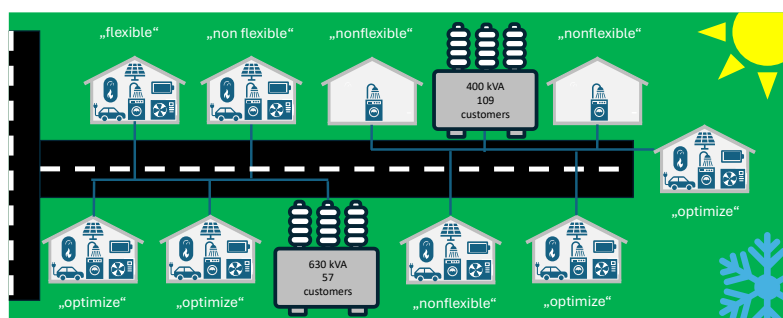 „flexible“
„non flexible“
„nonflexible“
„nonflexible“
400 kVA
109
customers
„optimize“
630 kVA
57
customers
„optimize“
„optimize“
„nonflexible“
„optimize“